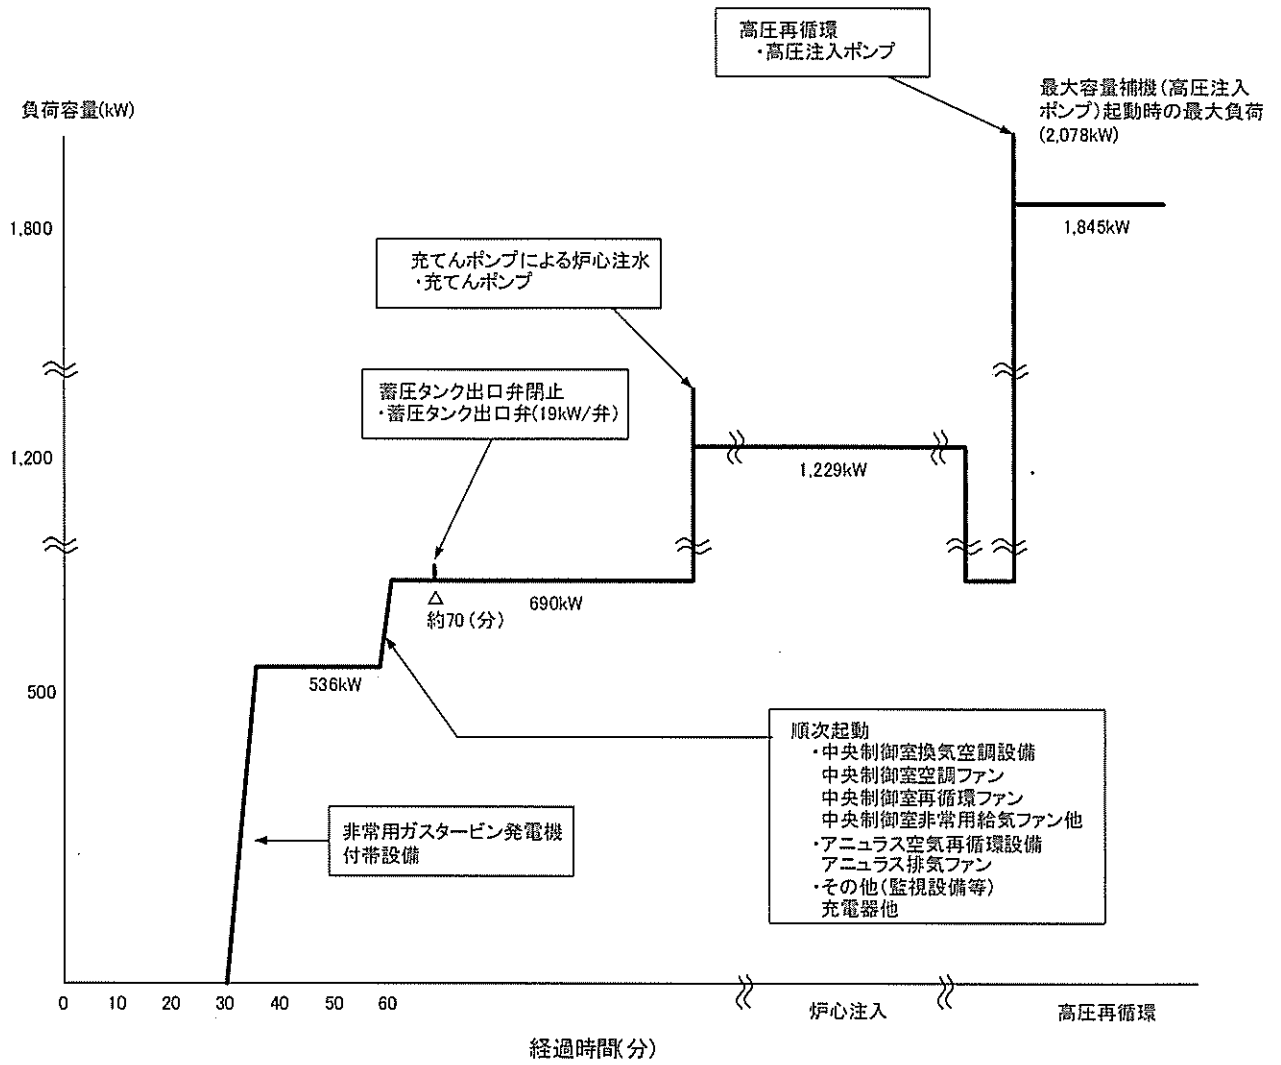 高圧再循環
・高圧注入ポンプ
最大容量補機(高圧注入
ポンプ)起動時の最大負荷
(2,078kW)
負荷容量(kW)
1,800
1,845kW
充てんポンプによる炉心注水
・充てんポンプ
蓄圧タンク出口弁閉止
・蓄圧タンク出口弁(19kW/弁)
1,200
1,229kW
△
約70(分)
690kW
536kW
500
順次起動
・中央制御室換気空調設備
中央制御室空調ファン
中央制御室再循環ファン
中央制御室非常用給気ファン他
・アニュラス空気再循環設備
アニュラス排気ファン
・その他(監視設備等)
充電器他
非常用ガスタービン発電機
付帯設備
0 10 20 30 40 50 60
炉心注入
高圧再循環
経過時間(分)